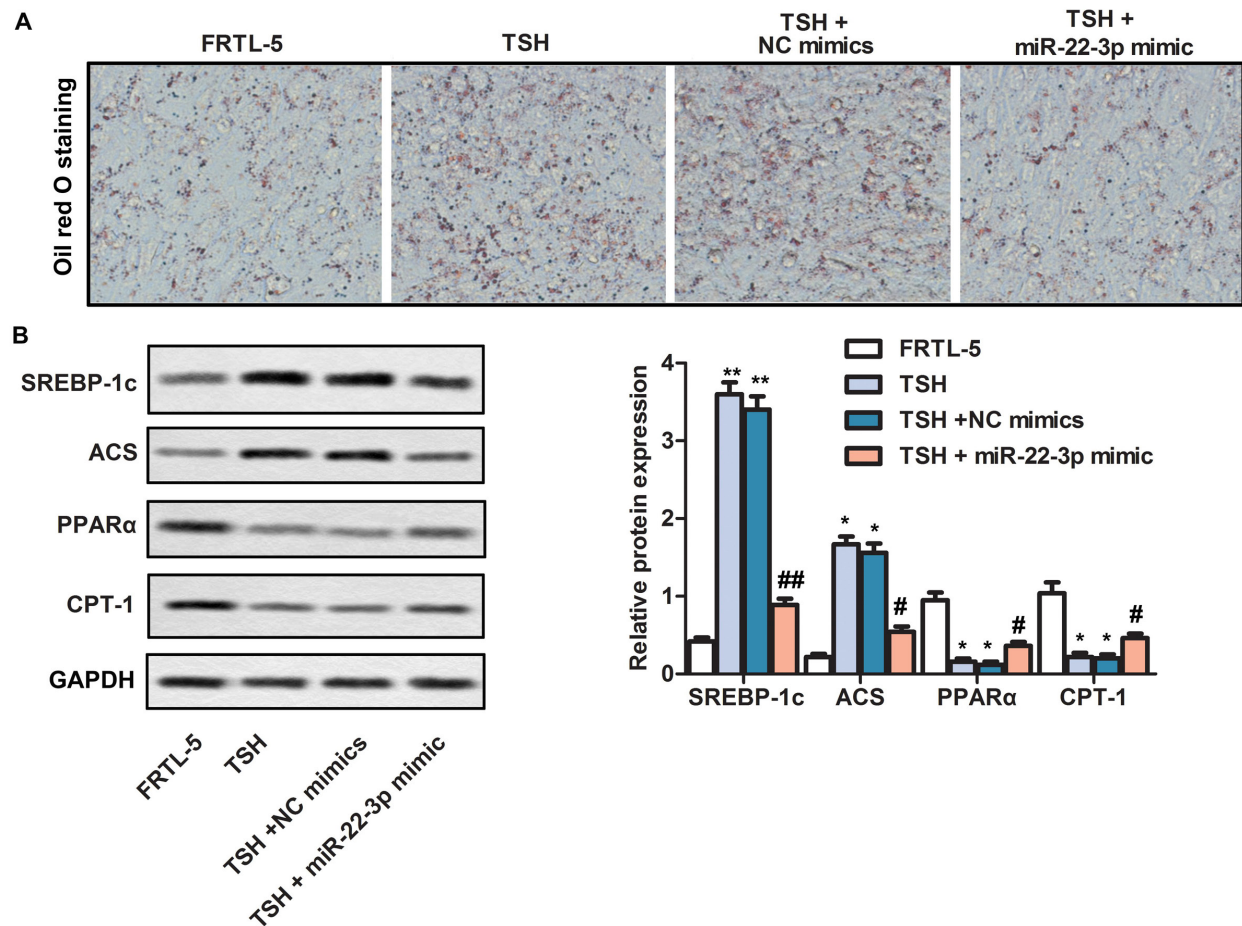 A
FRTL-5
TSH
TSH +
NC mimics
TSH +
miR-22-3p mimic
Oil red O staining
B
SREBP-1c
ACS
PPARα
CPT-1
GAPDH
FRTL-5
TSH
TSH +NC mimics
TSH + miR-22-3p mimic
FRTL-5
TSH
TSH +NC mimics
TSH + miR-22-3p mimic
Relative protein expression
4
3
2
1
0
** **
##
* *
#
* *
#
* *
#
SREBP-1c ACS PPARα CPT-1